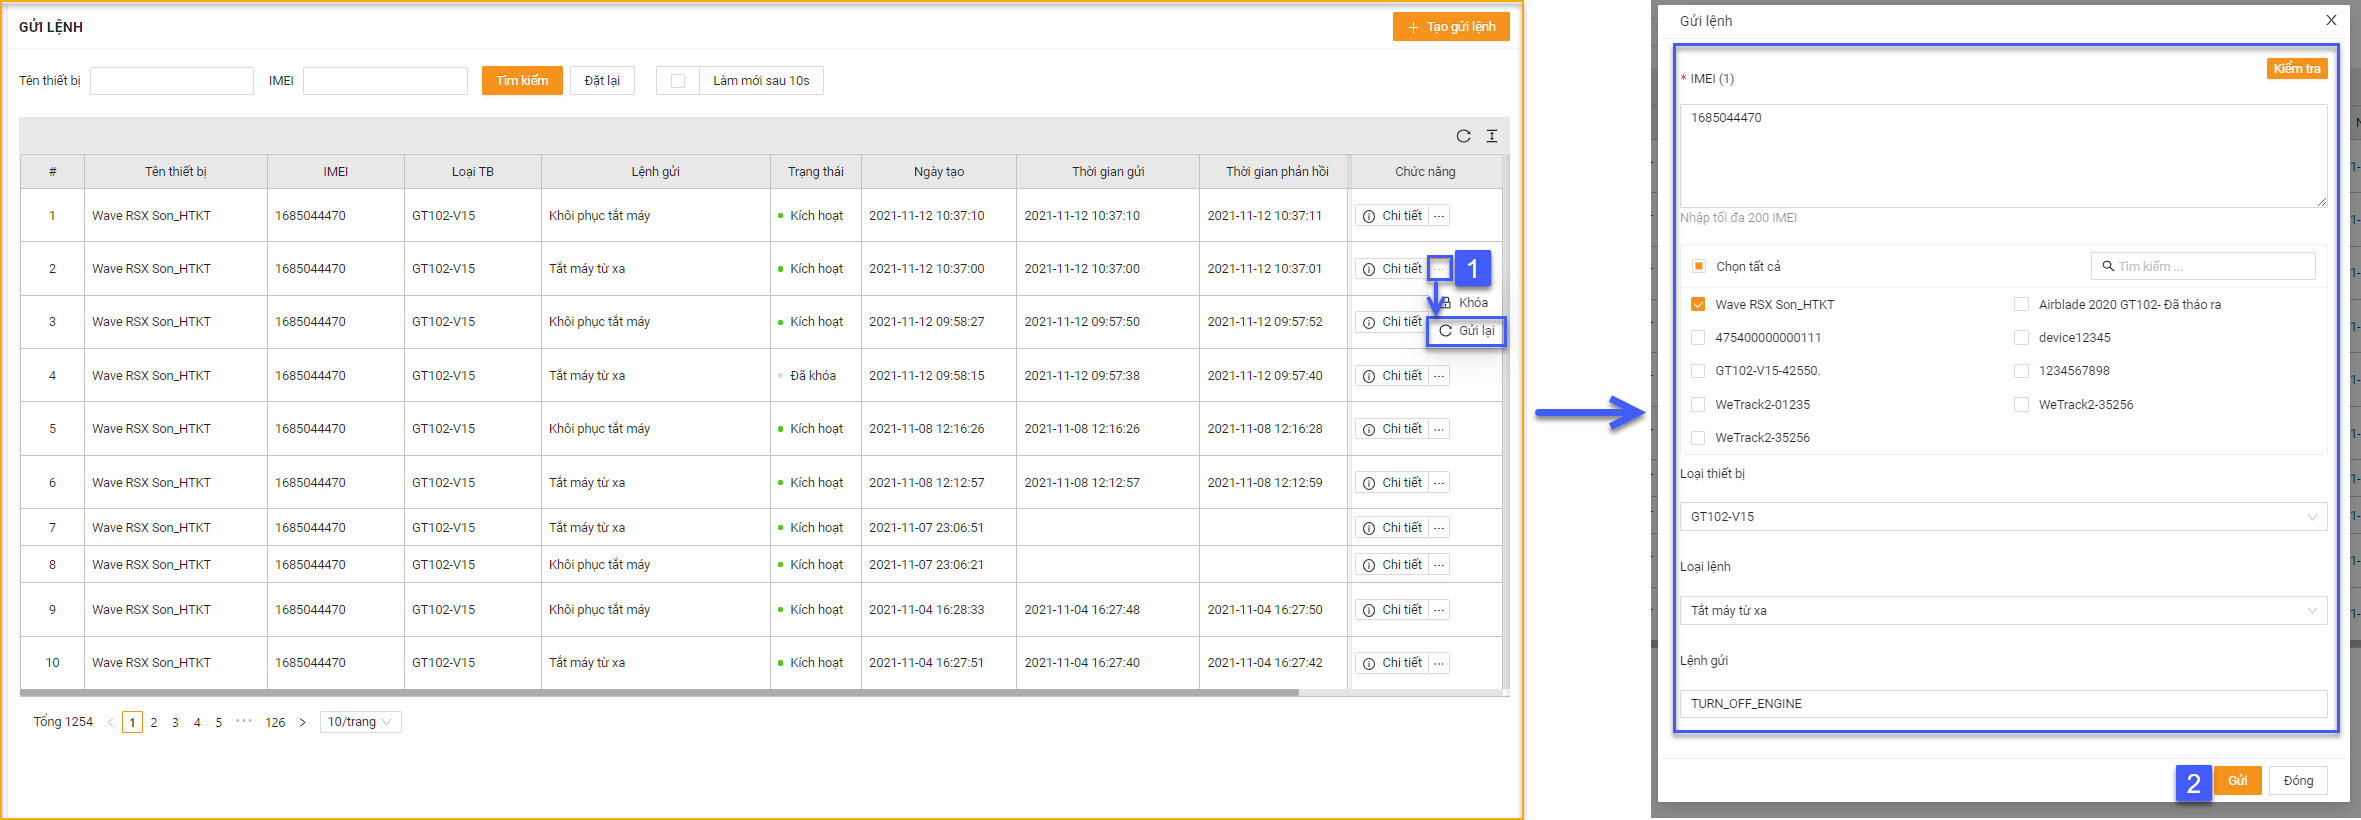 GỬI LỆNH
+ Tạo gửi lệnh
Tên thiết bị IMEI Tìm kiếm Đặt lại Làm mới sau 10s
# Tên thiết bị IMEI Loại TB Lệnh gửi Trạng thái Ngày tạo Thời gian gửi Thời gian phản hồi Chức năng
1 Wave RSX Son_HTKT 1685044470 GT102-V15 Khôi phục tắt máy Kích hoạt 2021-11-12 10:37:10 2021-11-12 10:37:10 2021-11-12 10:37:11 Chi tiết ...
2 Wave RSX Son_HTKT 1685044470 GT102-V15 Tắt máy từ xa Kích hoạt 2021-11-12 10:37:00 2021-11-12 10:37:00 2021-11-12 10:37:01 Chi tiết ... 1
Khóa
3 Wave RSX Son_HTKT 1685044470 GT102-V15 Khôi phục tắt máy Kích hoạt 2021-11-12 09:58:27 2021-11-12 09:57:50 2021-11-12 09:57:52 Chi tiết
Gửi lại
4 Wave RSX Son_HTKT 1685044470 GT102-V15 Tắt máy từ xa Đã khóa 2021-11-12 09:58:15 2021-11-12 09:57:38 2021-11-12 09:57:40 Chi tiết ...
5 Wave RSX Son_HTKT 1685044470 GT102-V15 Khôi phục tắt máy Kích hoạt 2021-11-08 12:16:26 2021-11-08 12:16:26 2021-11-08 12:16:28 Chi tiết ...
6 Wave RSX Son_HTKT 1685044470 GT102-V15 Tắt máy từ xa Kích hoạt 2021-11-08 12:12:57 2021-11-08 12:12:57 2021-11-08 12:12:59 Chi tiết ...
7 Wave RSX Son_HTKT 1685044470 GT102-V15 Tắt máy từ xa Kích hoạt 2021-11-07 23:06:51 Chi tiết ...
8 Wave RSX Son_HTKT 1685044470 GT102-V15 Khôi phục tắt máy Kích hoạt 2021-11-07 23:06:21 Chi tiết ...
9 Wave RSX Son_HTKT 1685044470 GT102-V15 Khôi phục tắt máy Kích hoạt 2021-11-04 16:28:33 2021-11-04 16:27:48 2021-11-04 16:27:50 Chi tiết ...
10 Wave RSX Son_HTKT 1685044470 GT102-V15 Tắt máy từ xa Kích hoạt 2021-11-04 16:27:51 2021-11-04 16:27:40 2021-11-04 16:27:42 Chi tiết ...
Tổng 1254 < 1 2 3 4 5 ••• 126 > 10/trang
Gửi lệnh X
Kiểm tra
* IMEI (1)
1685044470
Nhập tối đa 200 IMEI
Chọn tất cả Tìm kiếm ...
Wave RSX Son_HTKT Airblade 2020 GT102- Đã tháo ra
475400000000111 device12345
GT102-V15-42550. 1234567898
WeTrack2-01235 WeTrack2-35256
WeTrack2-35256
Loại thiết bị
GT102-V15
Loại lệnh
Tắt máy từ xa
Lệnh gửi
TURN_OFF_ENGINE
2 Gửi Đóng